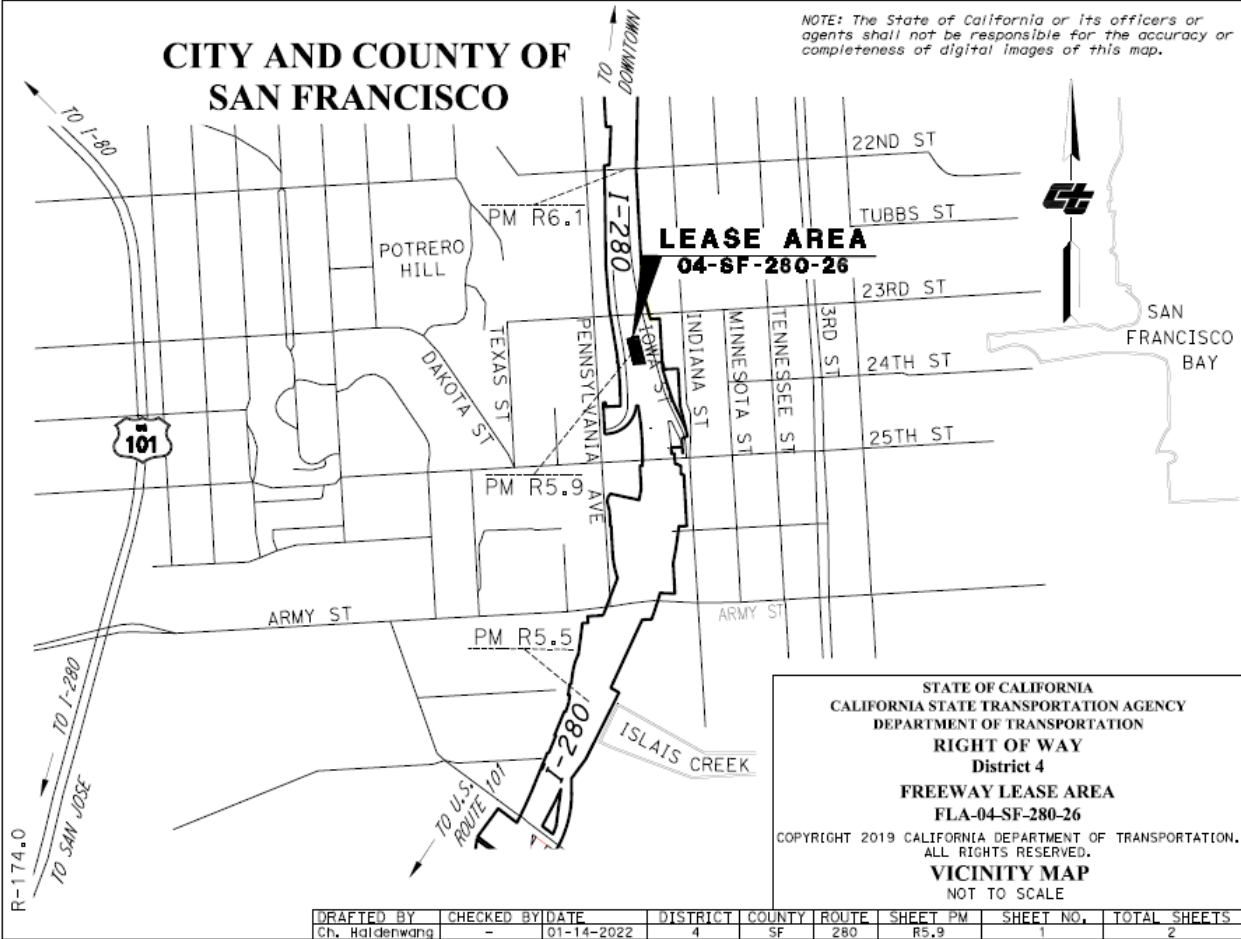 CITY AND COUNTY OF
SAN FRANCISCO
NOTE: The State of California or its officers or
agents shall not be responsible for the accuracy or
completeness of digital images of this map.
TO
DOWNTOWN
TO I-80
22ND ST
PM R6.1
I-280
TUBBS ST
POTRERO
HILL
LEASE AREA
04-SF-280-26
23RD ST
SAN
FRANCISCO
BAY
TEXAS ST
DAKOTA ST
PENNSYLVANIA AVE
IOWA ST
INDIANA ST
MINNESOTA ST
TENNESSEE ST
3RD ST
24TH ST
US
101
25TH ST
PM R5.9
ARMY ST
ARMY ST
PM R5.5
I-280
ISLAIS CREEK
TO I-280
TO SAN JOSE
TO U.S.
ROUTE 101
R-174.0
STATE OF CALIFORNIA
CALIFORNIA STATE TRANSPORTATION AGENCY
DEPARTMENT OF TRANSPORTATION
RIGHT OF WAY
District 4
FREEWAY LEASE AREA
FLA-04-SF-280-26
COPYRIGHT 2019 CALIFORNIA DEPARTMENT OF TRANSPORTATION.
ALL RIGHTS RESERVED.
VICINITY MAP
NOT TO SCALE
DRAFTED BY CHECKED BY DATE DISTRICT COUNTY ROUTE SHEET PM SHEET NO. TOTAL SHEETS
Ch. Haldenwang - 01-14-2022 4 SF 280 R5.9 1 2